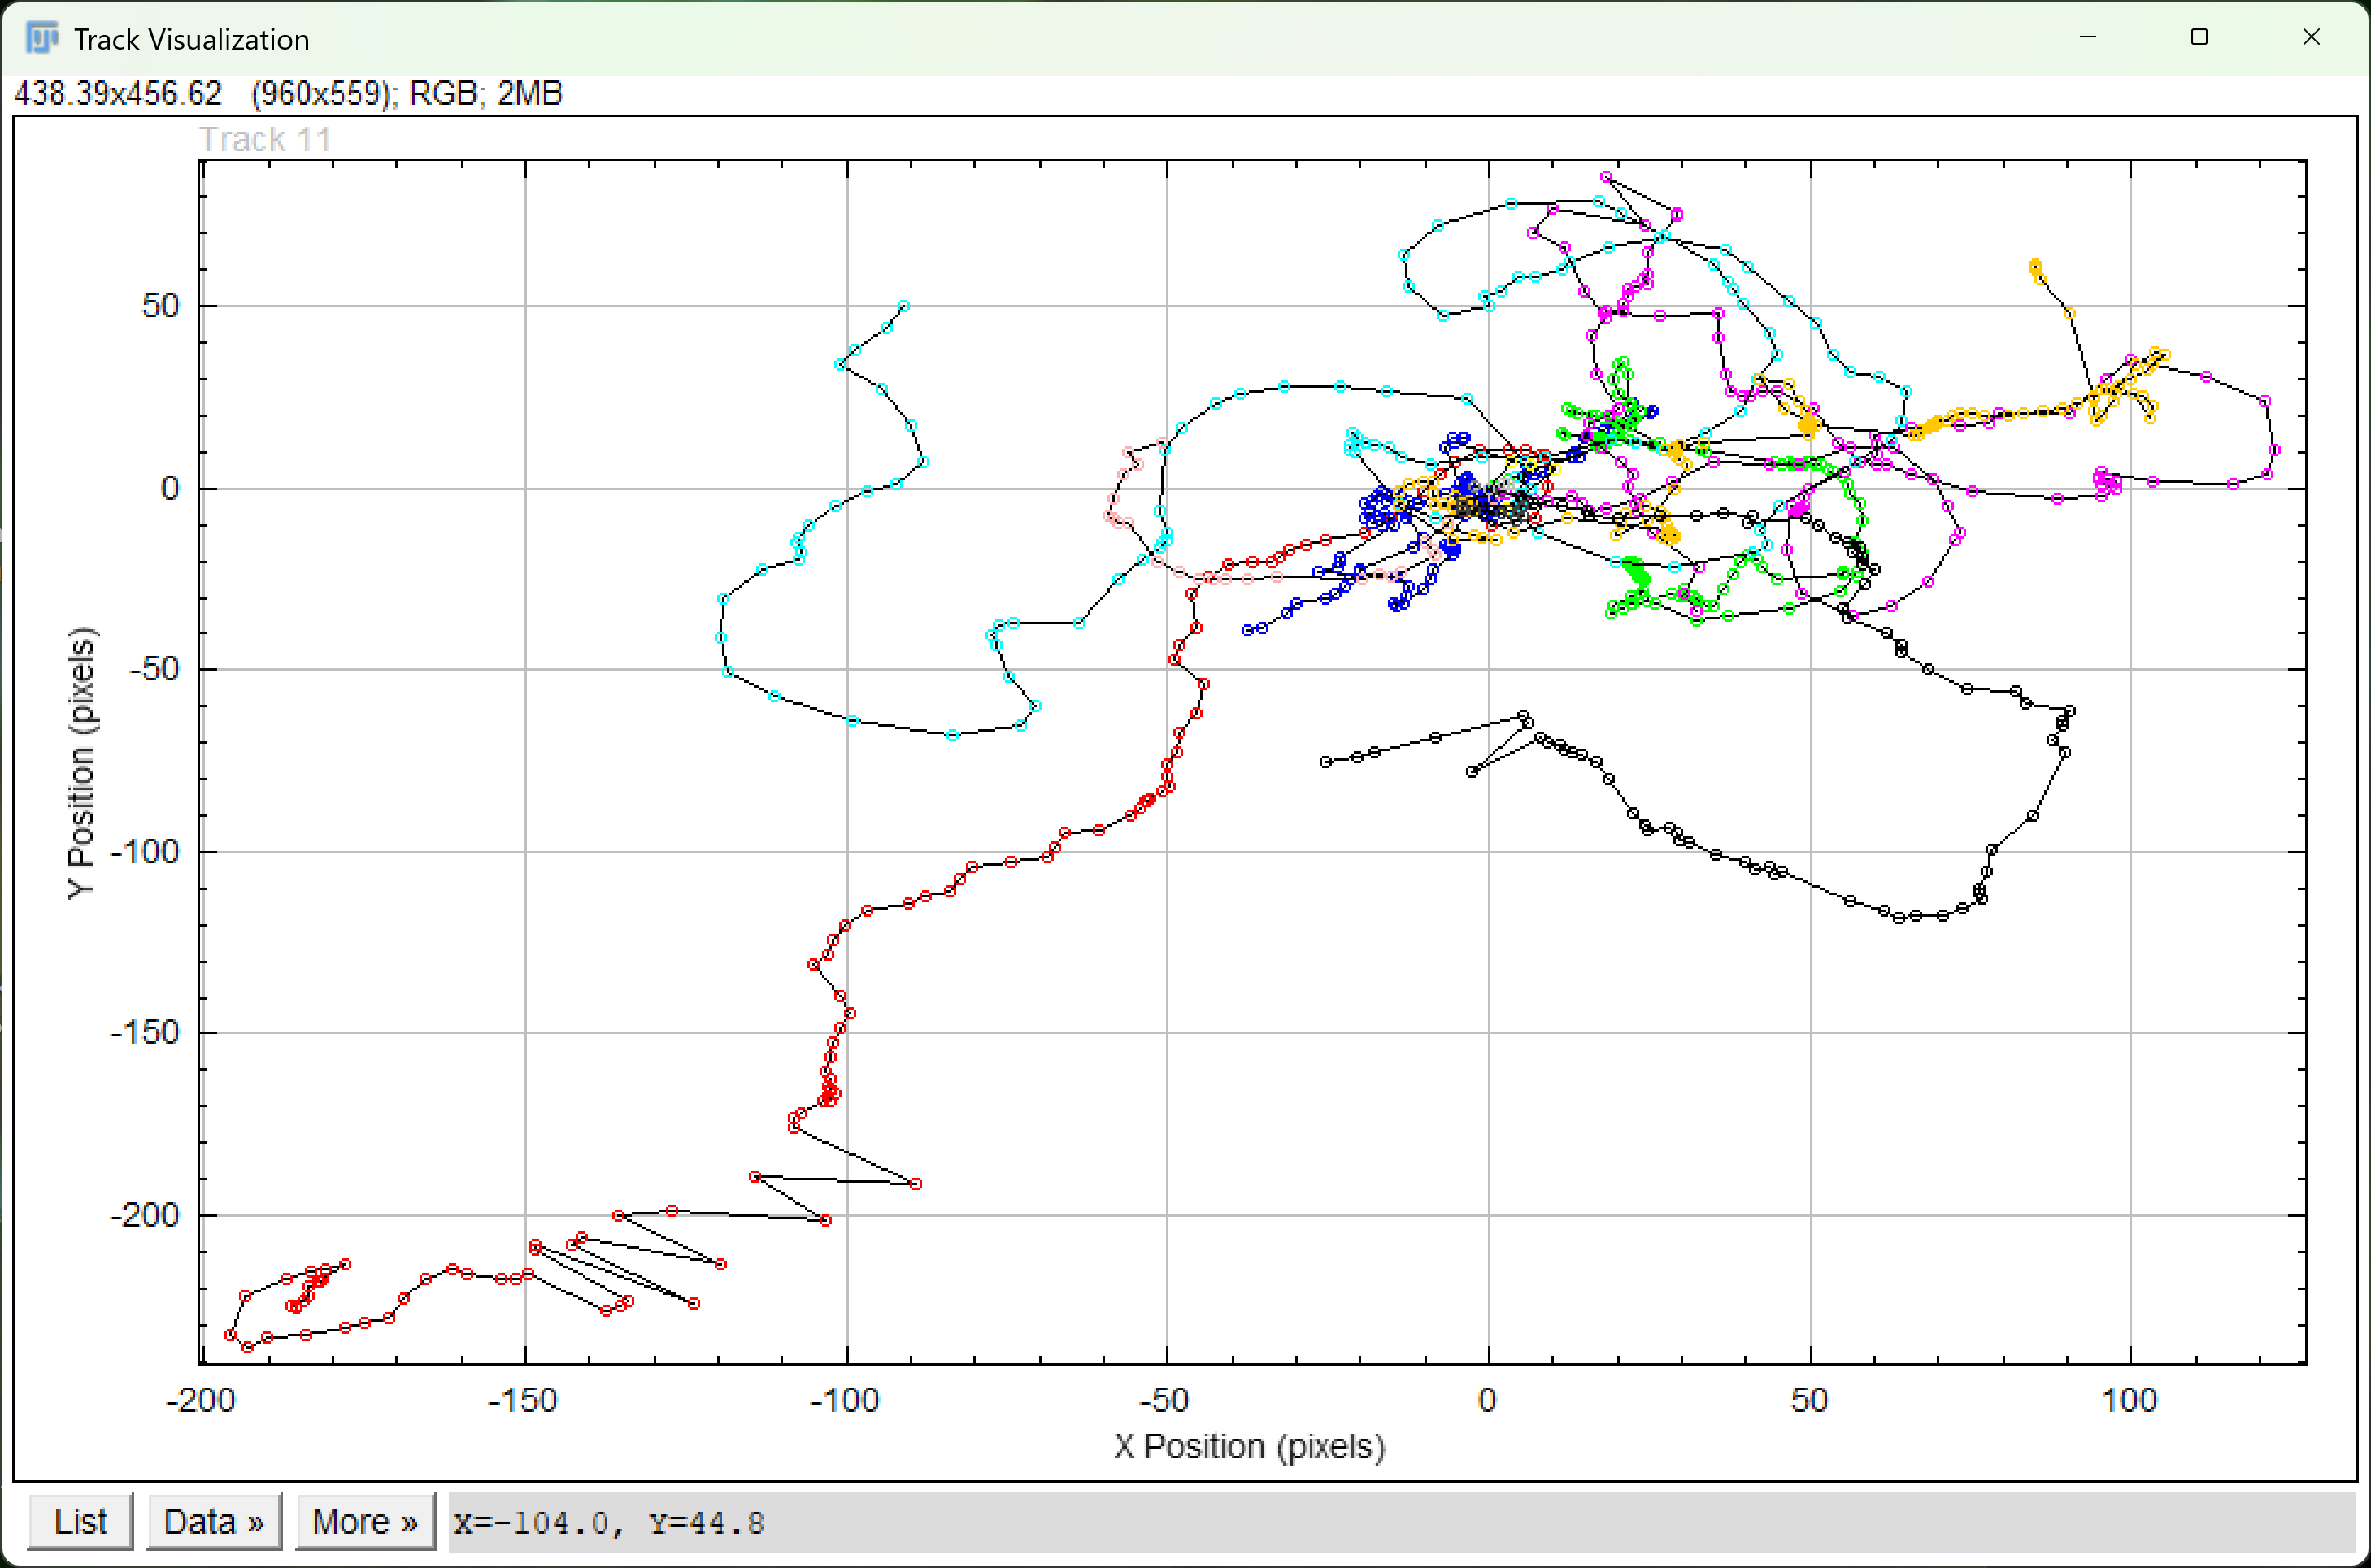 Track Visualization
438.39x456.62 (960x559); RGB; 2MB
Track 11
50
0
-50
-100
-150
-200
Y Position (pixels)
-200 -150 -100 -50 0 50 100
X Position (pixels)
List Data » More » X=-104.0, Y=44.8